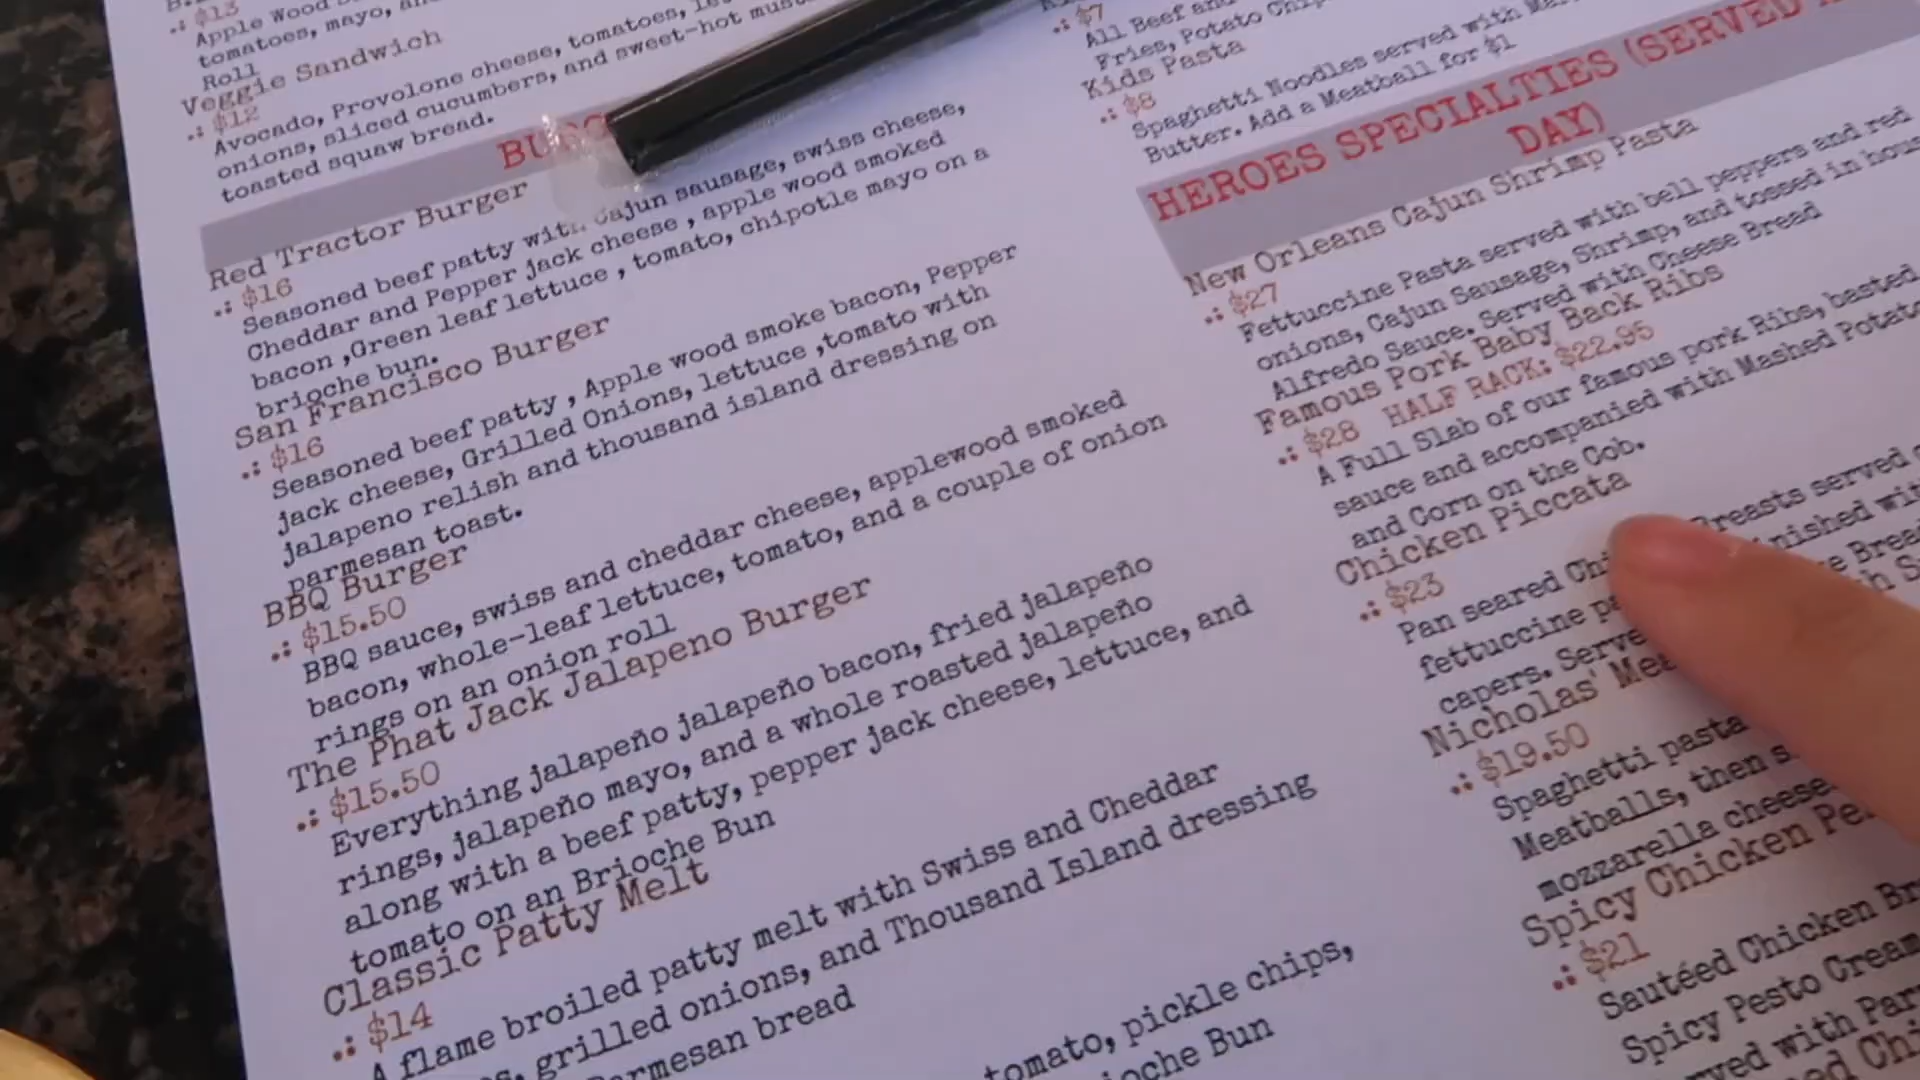 $13
Apple Wood
tomatoes, mayo,
Roll
Veggie Sandwich
$12
Avocado, Provolone cheese, tomatoes,
onions, sliced cucumbers, and sweet-hot
toasted squaw bread.
Red Tractor Burger
$16
Seasoned beef patty with Cajun sausage, swiss cheese,
Cheddar and Pepper jack cheese , apple wood smoked
bacon ,Green leaf lettuce , tomato, chipotle mayo on a
brioche bun.
San Francisco Burger
$16
Seasoned beef patty , Apple wood smoke bacon, Pepper
jack cheese, Grilled Onions, lettuce ,tomato with
jalapeno relish and thousand island dressing on
parmesan toast.
BBQ Burger
$15.50
BBQ sauce, swiss and cheddar cheese, applewood smoked
bacon, whole-leaf lettuce, tomato, and a couple of onion
rings on an onion roll
The Phat Jack Jalapeno Burger
$15.50
Everything jalapeño jalapeño bacon, fried jalapeño
rings, jalapeño mayo, and a whole roasted jalapeño
along with a beef patty, pepper jack cheese, lettuce, and
tomato on an Brioche Bun
Classic Patty Melt
$14
A flame broiled patty melt with Swiss and Cheddar
grilled onions, and Thousand Island dressing
bread
tomato, pickle chips,
Bun
$7
All Beef and
Fries, Potato
Kids Pasta
$8
Spaghetti Noodles served with
Butter. Add a Meatball for $1
HEROES SPECIALTIES (SERVED
DAY)
New Orleans Cajun Shrimp Pasta
$27
Fettuccine Pasta served with bell peppers and red
onions, Cajun Sausage, Shrimp, and tossed in
Alfredo Sauce. Served with Cheese Bread
Famous Pork Baby Back Ribs
$28 HALF RACK: $22.95
A Full Slab of our famous pork Ribs, basted
sauce and accompanied with Mashed
and Corn on the Cob.
Chicken Piccata
$23
Pan seared Breasts served
fettuccine
capers.
Nicholas'
$19.50
Spaghetti pasta
Meatballs, then
mozzarella cheese
Spicy Chicken
$21
Sautéed Chicken
Spicy Pesto Cream
with